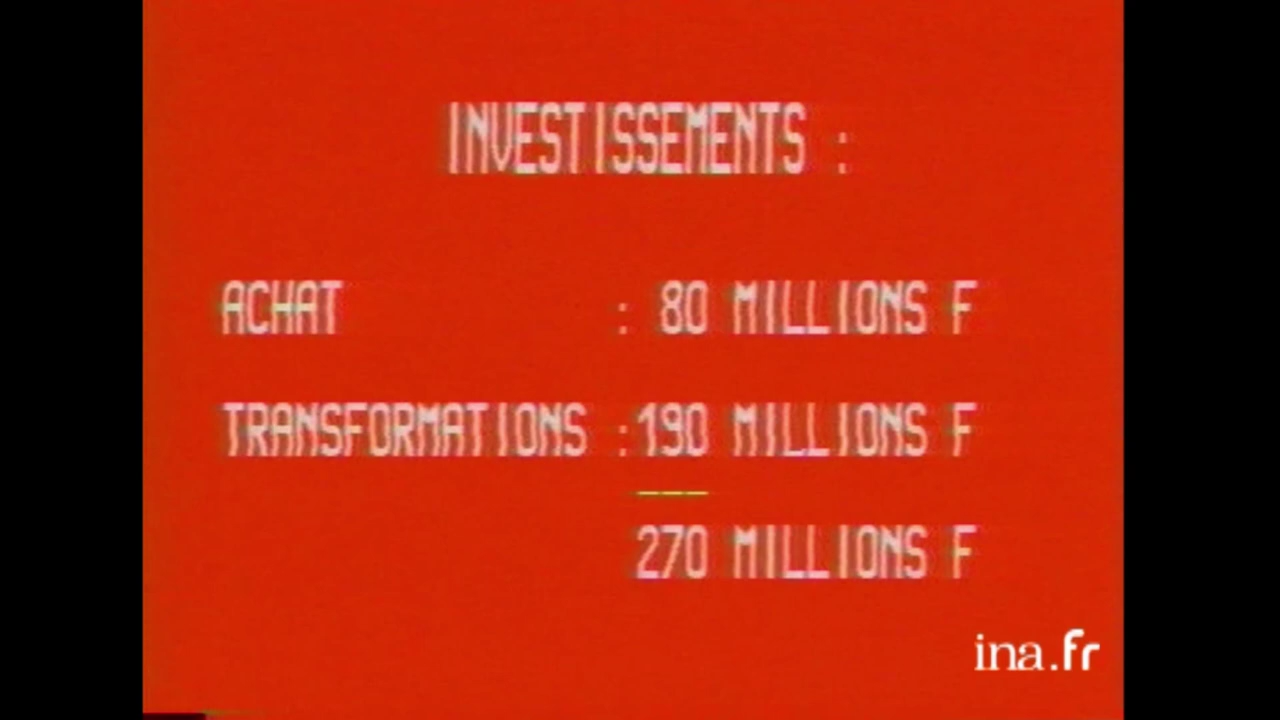 INVESTISSEMENTS :
ACHAT : 80 MILLIONS F
TRANSFORMATIONS :190 MILLIONS F
270 MILLIONS F
ina.fr